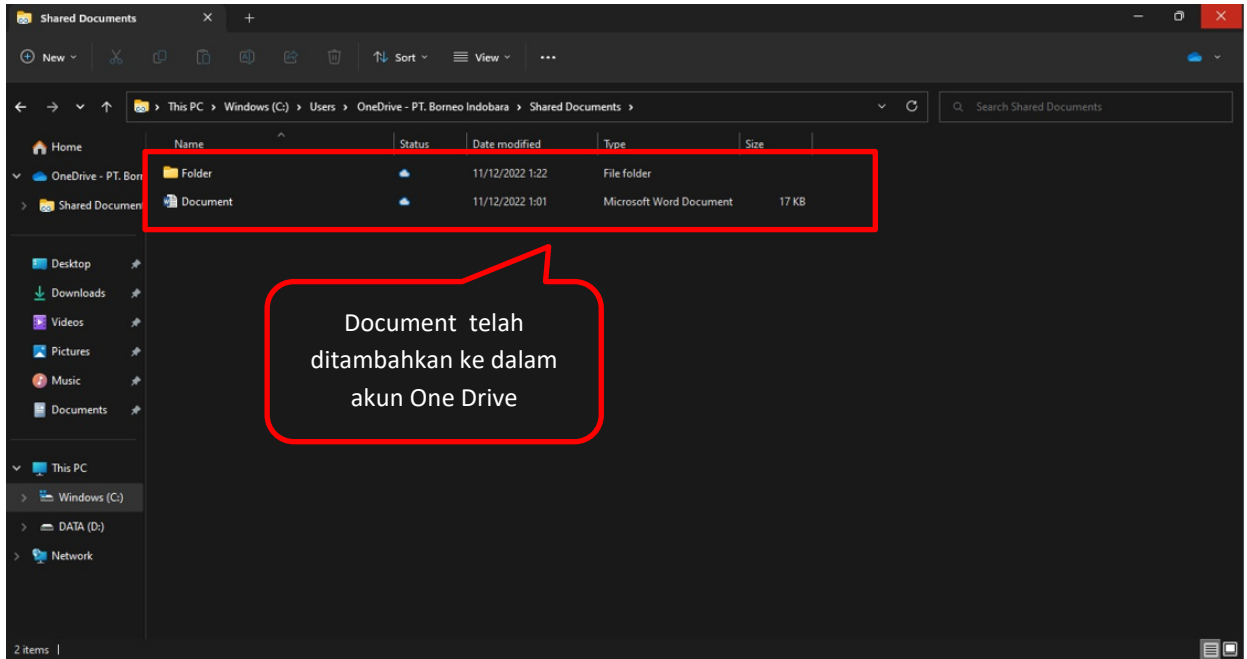 Shared Documents
New
Sort
View
This PC > Windows (C:) > Users > OneDrive - PT. Borneo Indobara > Shared Documents >
Search Shared Documents
Name Status Date modified Type Size
Folder 11/12/2022 1:22 File folder
Document 11/12/2022 1:01 Microsoft Word Document 17 KB
Home
OneDrive - PT. Born
Shared Documen
Desktop
Downloads
Videos
Pictures
Music
Documents
This PC
Windows (C:)
DATA (D:)
Network
Document telah
ditambahkan ke dalam
akun One Drive
2 items